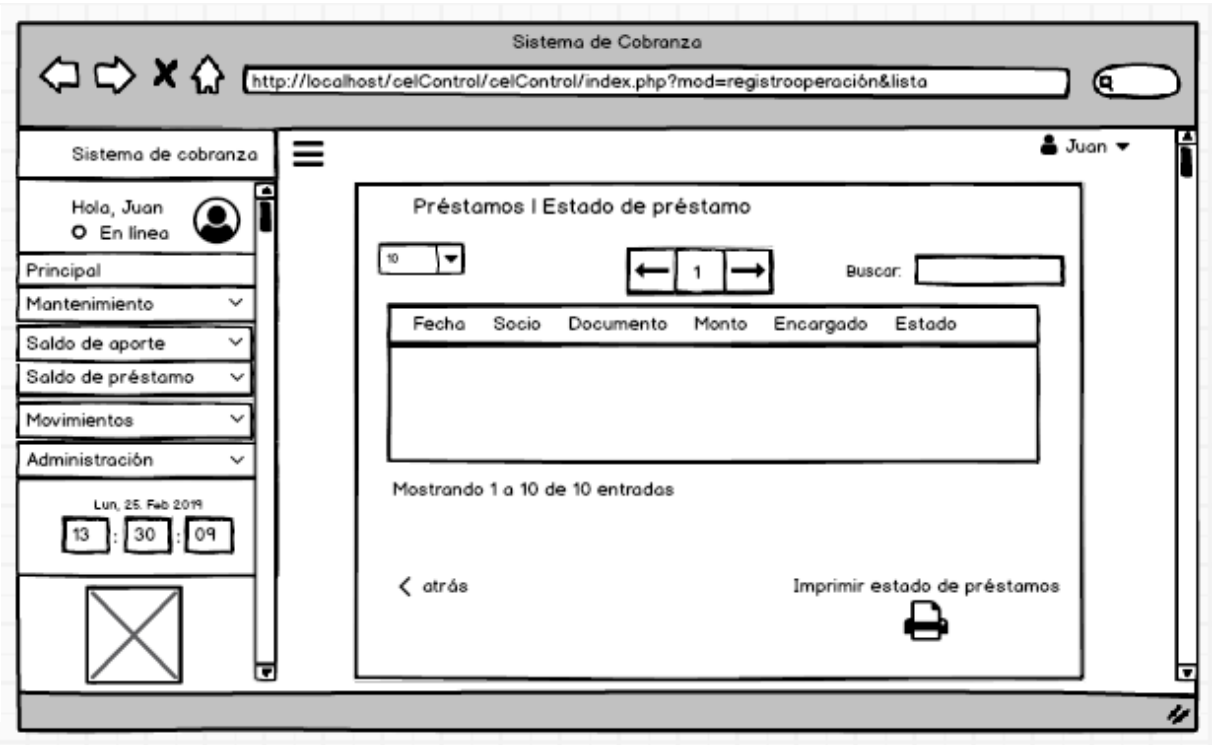 Sistema de Cobranza
http://localhost/celControl/celControl/index.php?mod=registrooperación&lista
Sistema de cobranza
Juan
Hola, Juan
En línea
Principal
Mantenimiento
Saldo de aporte
Saldo de préstamo
Movimientos
Administración
Lun, 25. Feb 2019
13 : 30 : 09
Préstamos | Estado de préstamo
10
1
Buscar:
Fecha Socio Documento Monto Encargado Estado
Mostrando 1 a 10 de 10 entradas
atrás
Imprimir estado de préstamos